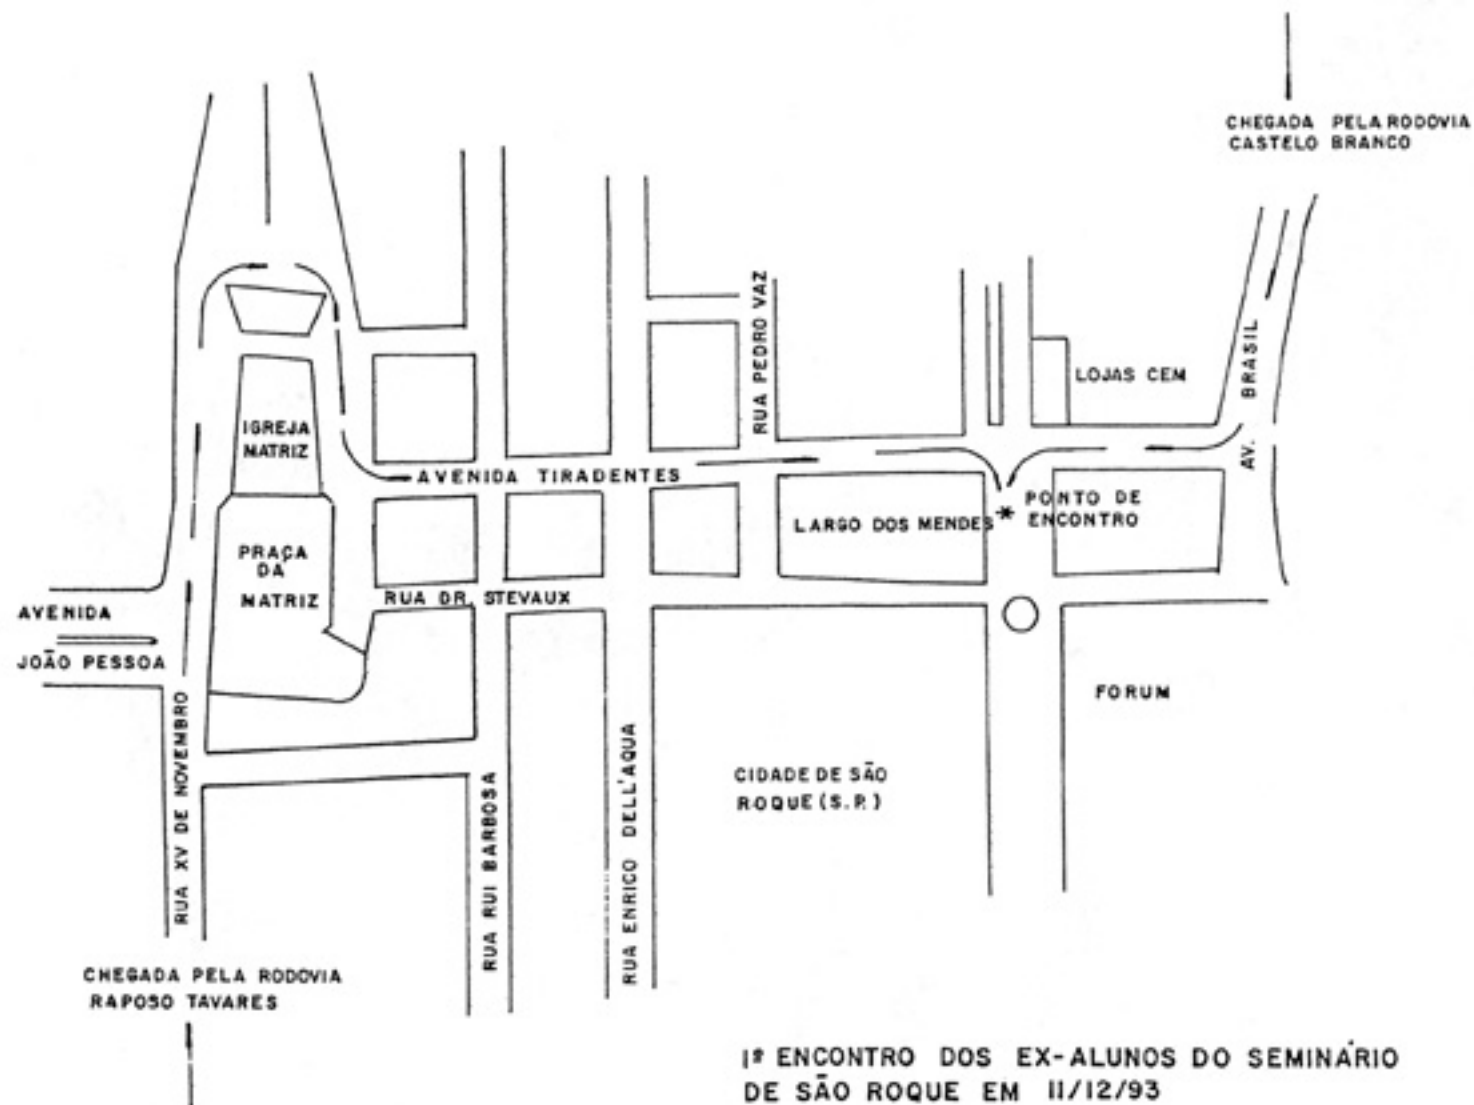 CHEGADA PELA RODOVIA
CASTELO BRANCO
RUA PEDRO VAZ
LOJAS CEM
AV. BRASIL
IGREJA
MATRIZ
AVENIDA TIRADENTES
LARGO DOS MENDES
* PONTO DE
ENCONTRO
PRAÇA
DA
MATRIZ
RUA DR. STEVAUX
AVENIDA
JOÃO PESSOA
FORUM
RUA XV DE NOVEMBRO
RUA RUI BARBOSA
RUA ENRICO DELL'AQUA
CIDADE DE SÃO
ROQUE (S.P.)
CHEGADA PELA RODOVIA
RAPOSO TAVARES
1º ENCONTRO DOS EX-ALUNOS DO SEMINÁRIO
DE SÃO ROQUE EM 11/12/93